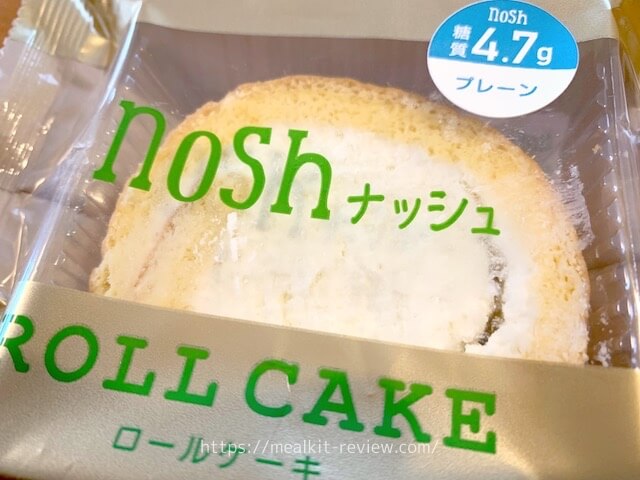 nosh
糖質 4.7g
プレーン
nosh ナッシュ
ROLL CAKE
ロールケーキ
https://mealkit-review.com/